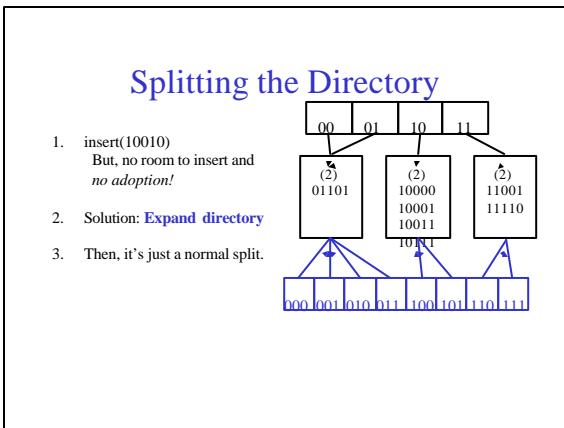 Splitting the Directory
00 01 10 11
1. insert(10010)
But, no room to insert and
no adoption!
2. Solution: Expand directory
3. Then, it's just a normal split.
(2)
01101
(2)
10000
10001
10011
10111
(2)
11001
11110
000 001 010 011 100 101 110 111